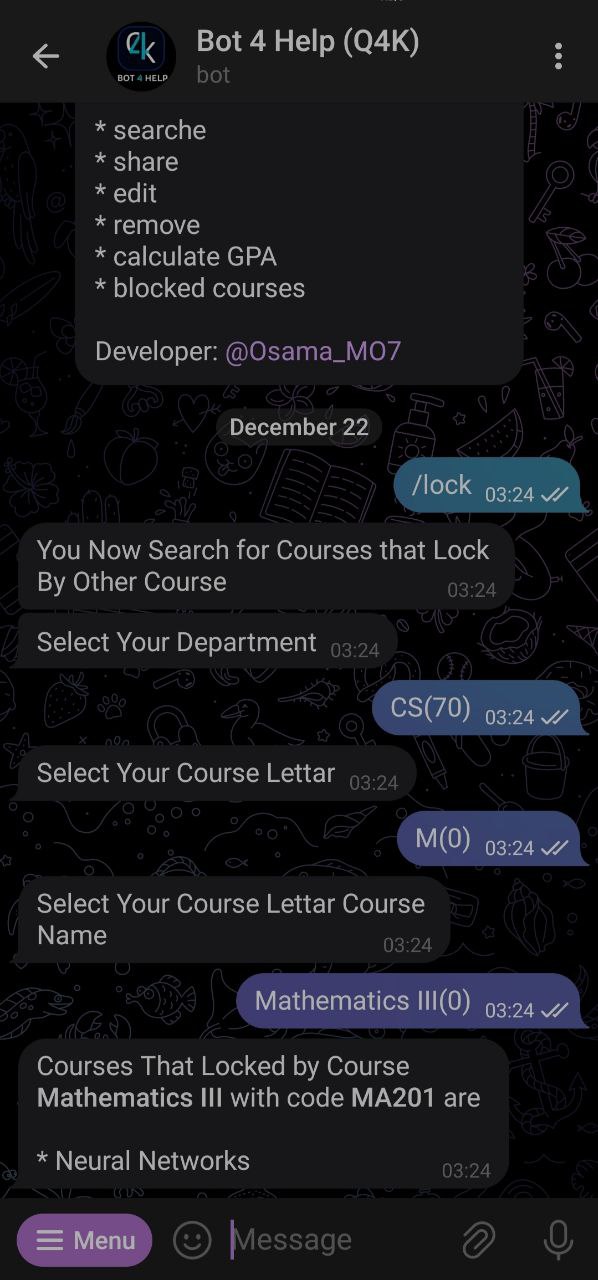 Bot 4 Help (Q4K)
bot
BOT 4 HELP
* searche
* share
* edit
* remove
* calculate GPA
* blocked courses
Developer: @Osama_MO7
December 22
/lock 03:24
You Now Search for Courses that Lock
By Other Course 03:24
Select Your Department 03:24
CS(70) 03:24
Select Your Course Lettar 03:24
M(0) 03:24
Select Your Course Lettar Course
Name 03:24
Mathematics III(0) 03:24
Courses That Locked by Course
Mathematics III with code MA201 are
* Neural Networks 03:24
Menu Message